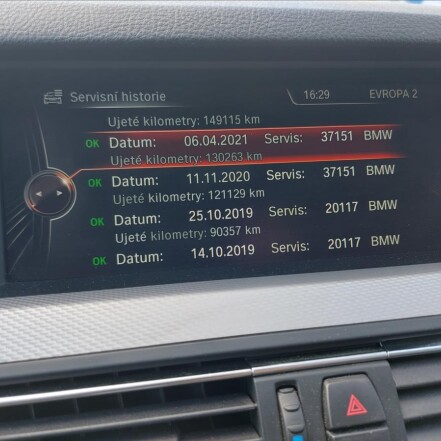 Servisní historie 16:29 EVROPA 2
Ujeté kilometry: 149115 km
OK Datum: 06.04.2021 Servis: 37151 BMW
Ujeté kilometry: 130263 km
OK Datum: 11.11.2020 Servis: 37151 BMW
Ujeté kilometry: 121129 km
OK Datum: 25.10.2019 Servis: 20117 BMW
Ujeté kilometry: 90357 km
OK Datum: 14.10.2019 Servis: 20117 BMW